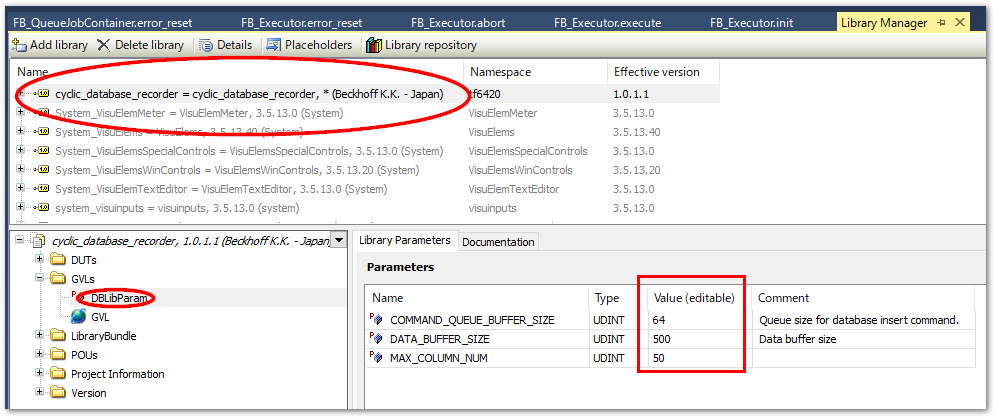 FB_QueueJobContainer.error_reset FB_Executor.error_reset FB_Executor.abort FB_Executor.execute FB_Executor.init Library Manager
Add library Delete library Details Placeholders Library repository
Name Namespace Effective version
cyclic_database_recorder = cyclic_database_recorder, * (Beckhoff K.K. - Japan) tf6420 1.0.1.1
System_VisuElemMeter = VisuElemMeter, 3.5.13.0 (System) VisuElemMeter 3.5.13.0
System_VisuElems = VisuElems, 3.5.13.40 (System) VisuElems 3.5.13.40
System_VisuElemsSpecialControls = VisuElemsSpecialControls, 3.5.13.0 (System) VisuElemsSpecialControls 3.5.13.0
System_VisuElemsWinControls = VisuElemsWinControls, 3.5.13.20 (System) VisuElemsWinControls 3.5.13.20
System_VisuElemTextEditor = VisuElemTextEditor, 3.5.13.0 (System) VisuElemTextEditor 3.5.13.0
system_visuinputs = visuinputs, 3.5.13.0 (system) visuinputs 3.5.13.0
cyclic_database_recorder, 1.0.1.1 (Beckhoff K.K. - Japan)
DUTs
GVLs
DBLibParam
GVL
LibraryBundle
POUs
Project Information
Version
Library Parameters Documentation
Parameters
Name Type Value (editable) Comment
COMMAND_QUEUE_BUFFER_SIZE UDINT 64 Queue size for database insert command.
DATA_BUFFER_SIZE UDINT 500 Data buffer size
MAX_COLUMN_NUM UDINT 50